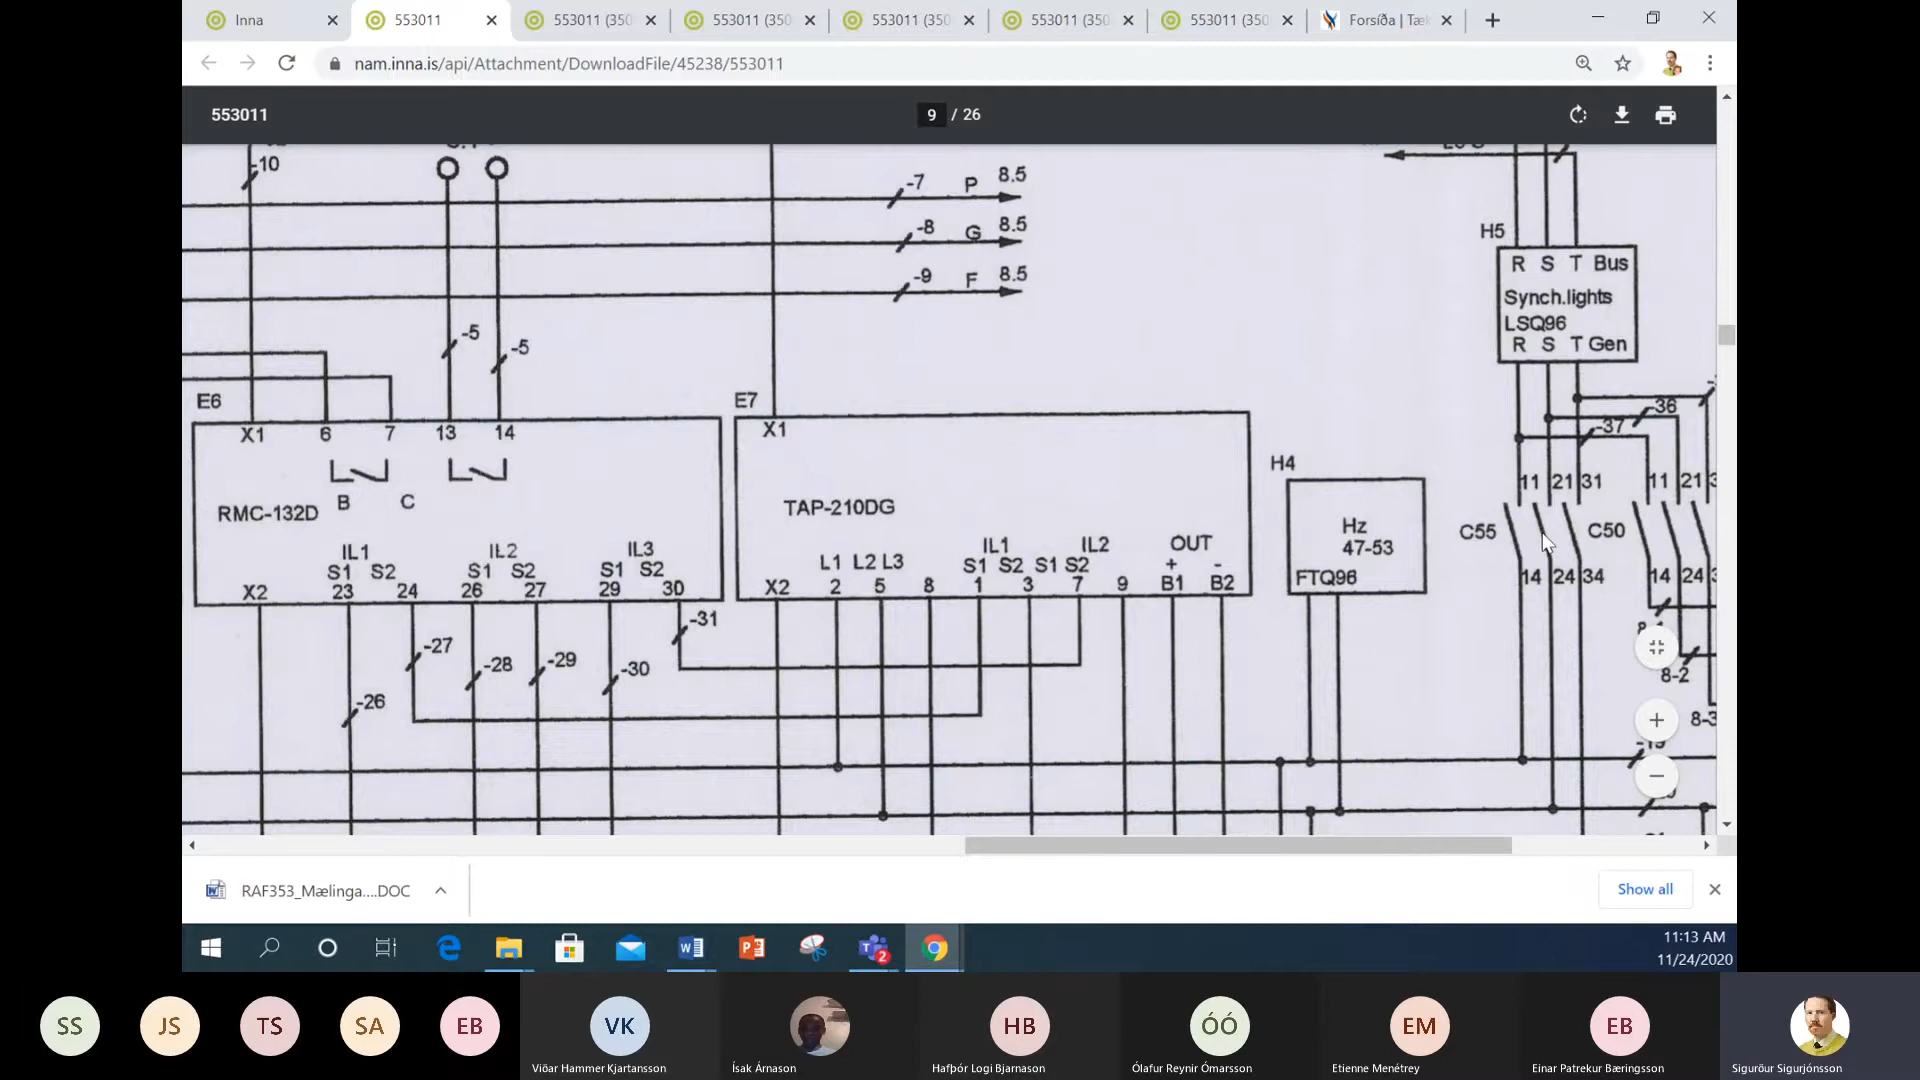 Inna
553011
553011 (350
553011 (350
553011 (350
553011 (350
553011 (350
Forsíða | Tæk
nam.inna.is/api/Attachment/DownloadFile/45238/553011
553011
9 / 26
-10
-7 P 8.5
-8 G 8.5
-9 F 8.5
-5
-5
H5
R S T Bus
Synch.lights
LSQ96
R S T Gen
-36
-37
E6
X1 6 7 13 14
B C
RMC-132D
IL1 IL2 IL3
S1 S2 S1 S2 S1 S2
X2 23 24 26 27 29 30
E7
X1
TAP-210DG
IL1 IL2 OUT
L1 L2 L3 S1 S2 S1 S2 + -
X2 2 5 8 1 3 7 9 B1 B2
H4
Hz
47-53
FTQ96
11 21 31 11 21 3
C55 C50
14 24 34 14 24 3
-31
-27
-28
-29
-30
-26
8-2
8-3
-19
RAF353_Mælinga....DOC
Show all
2
11:13 AM
11/24/2020
SS
JS
TS
SA
EB
VK
HB
ÓÓ
EM
EB
Viðar Hammer Kjartansson
Ísak Árnason
Hafþór Logi Bjarnason
Ólafur Reynir Ómarsson
Etienne Menétrey
Einar Patrekur Bæringsson
Sigurður Sigurjónsson